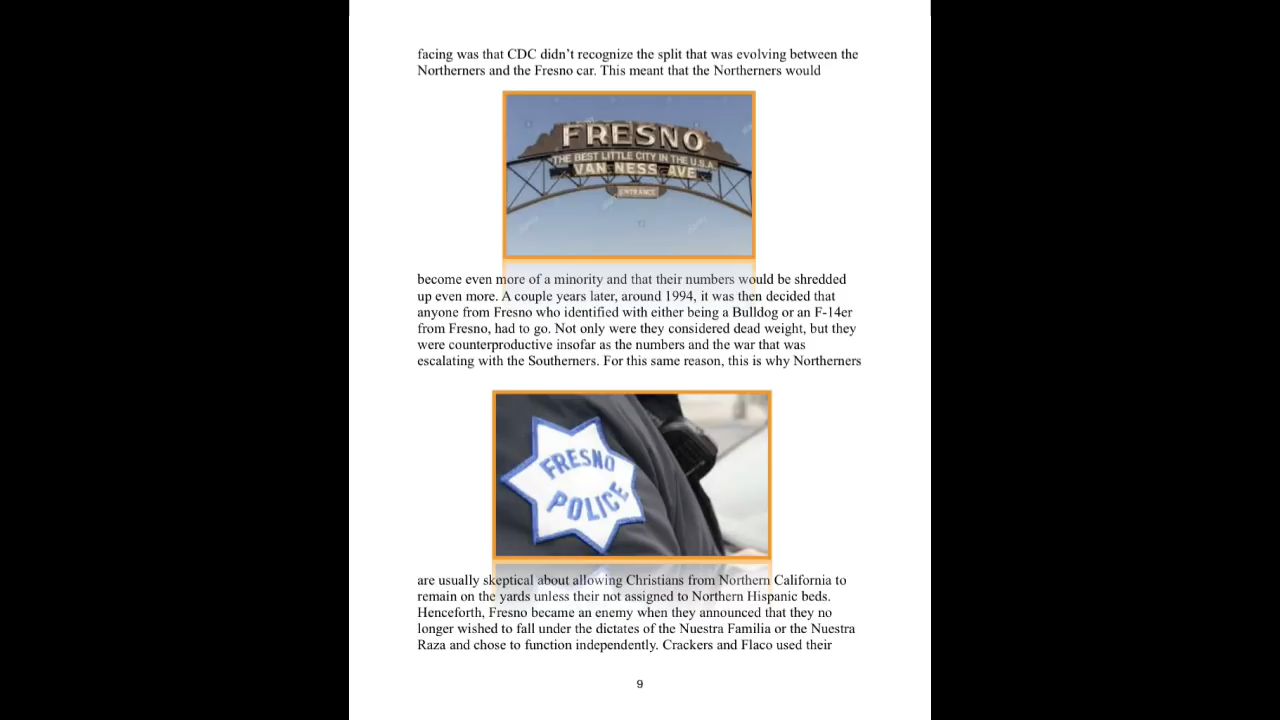 facing was that CDC didn't recognize the split that was evolving between the
Northerners and the Fresno car. This meant that the Northerners would
FRESNO
THE BEST LITTLE CITY IN THE U.S.A
VAN NESS AVE
ENTRANCE
become even more of a minority and that their numbers would be shredded
up even more. A couple years later, around 1994, it was then decided that
anyone from Fresno who identified with either being a Bulldog or an F-14er
from Fresno, had to go. Not only were they considered dead weight, but they
were counterproductive insofar as the numbers and the war that was
escalating with the Southerners. For this same reason, this is why Northerners
FRESNO
POLICE
are usually skeptical about allowing Christians from Northern California to
remain on the yards unless their not assigned to Northern Hispanic beds.
Henceforth, Fresno became an enemy when they announced that they no
longer wished to fall under the dictates of the Nuestra Familia or the Nuestra
Raza and chose to function independently. Crackers and Flaco used their
9